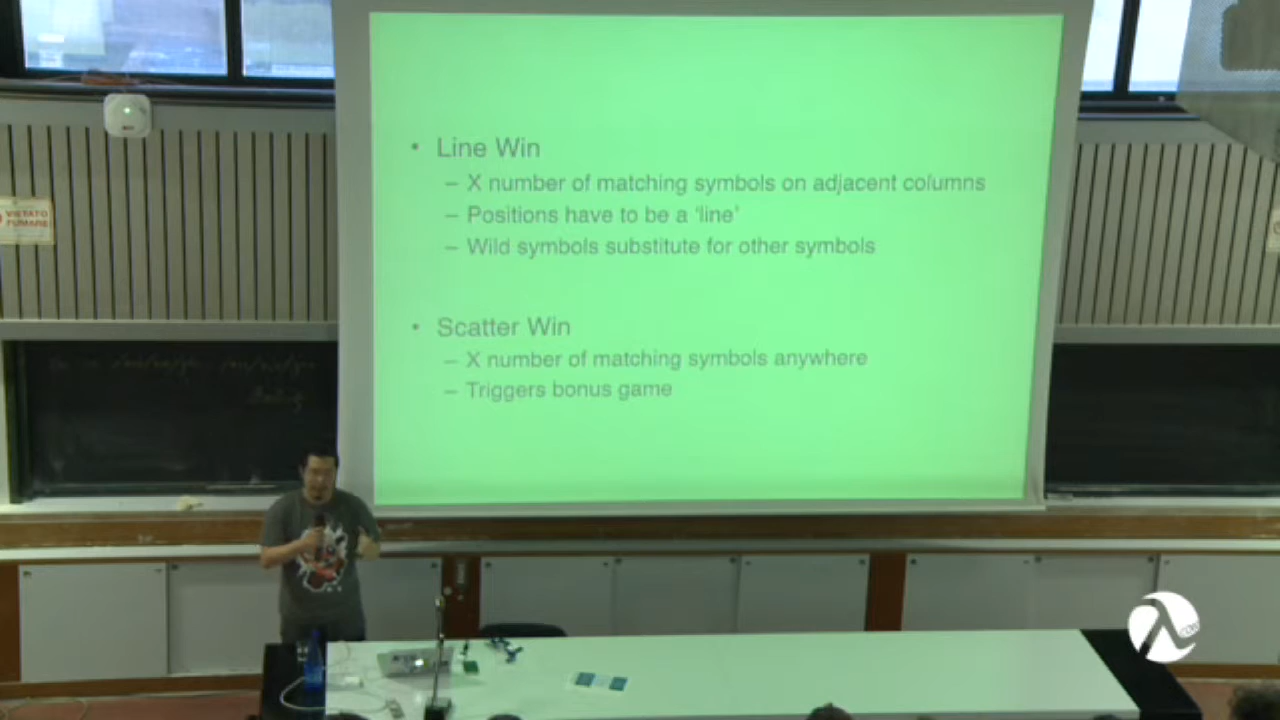 • Line Win
– X number of matching symbols on adjacent columns
– Positions have to be a 'line'
– Wild symbols substitute for other symbols
• Scatter Win
– X number of matching symbols anywhere
– Triggers bonus game
VIETATO
FUMARE